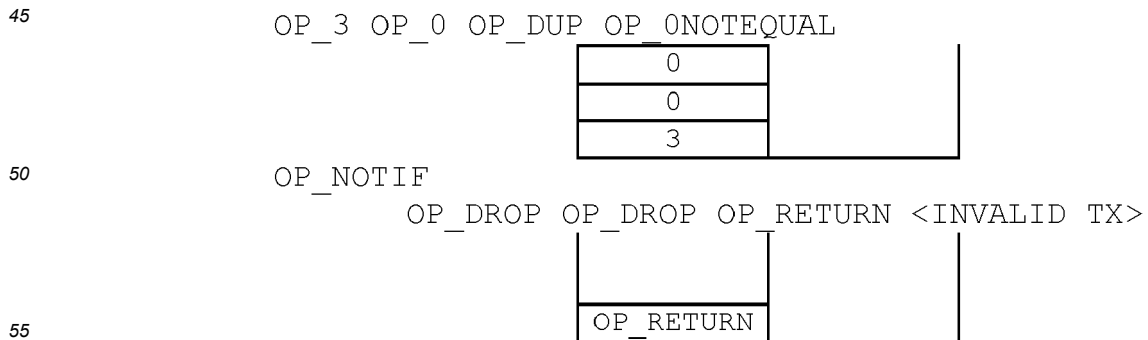 45
OP_3 OP_0 OP_DUP OP_0NOTEQUAL
0
0
3
50
OP_NOTIF
OP_DROP OP_DROP OP_RETURN <INVALID TX>
OP_RETURN
55